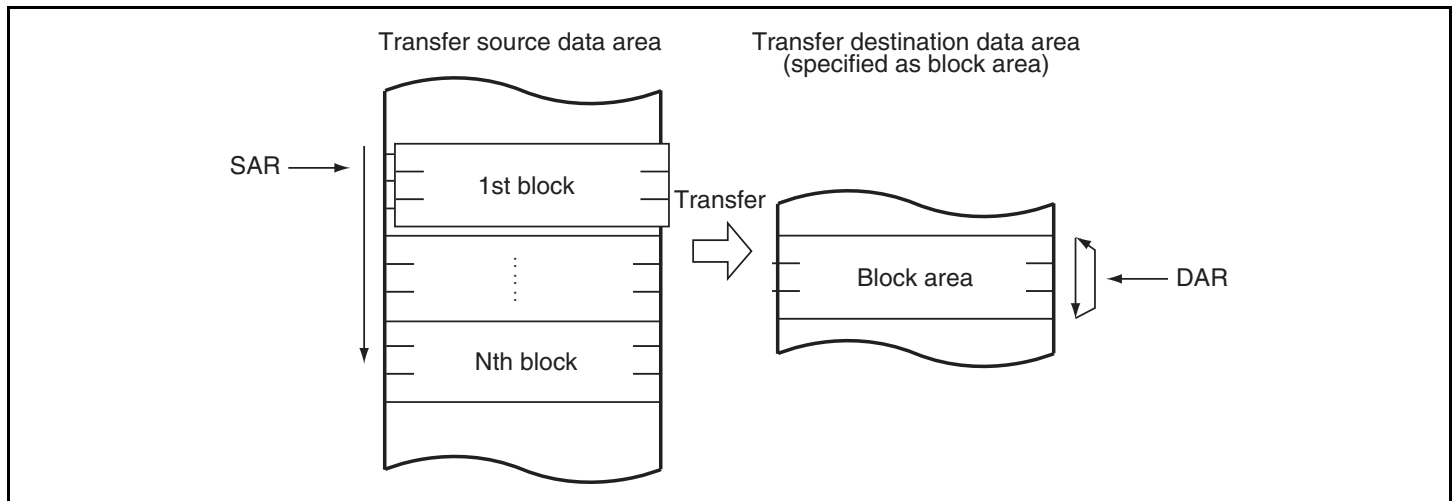 Transfer source data area
Transfer destination data area
(specified as block area)
SAR
1st block
Transfer
Block area
DAR
Nth block